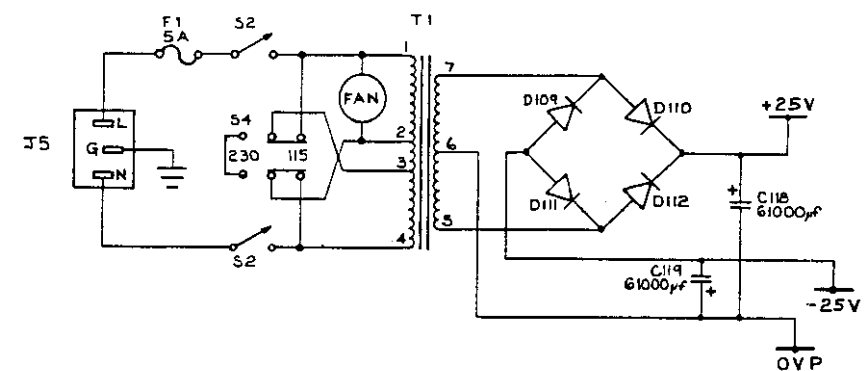 T1
F1
5A
S2
1
7
FAN
D109
D110
+25V
L
J5
G
N
S4
230
115
2
3
6
+
C118
61000µf
D111
D112
5
4
S2
C119
61000µf
+
-25V
0VP